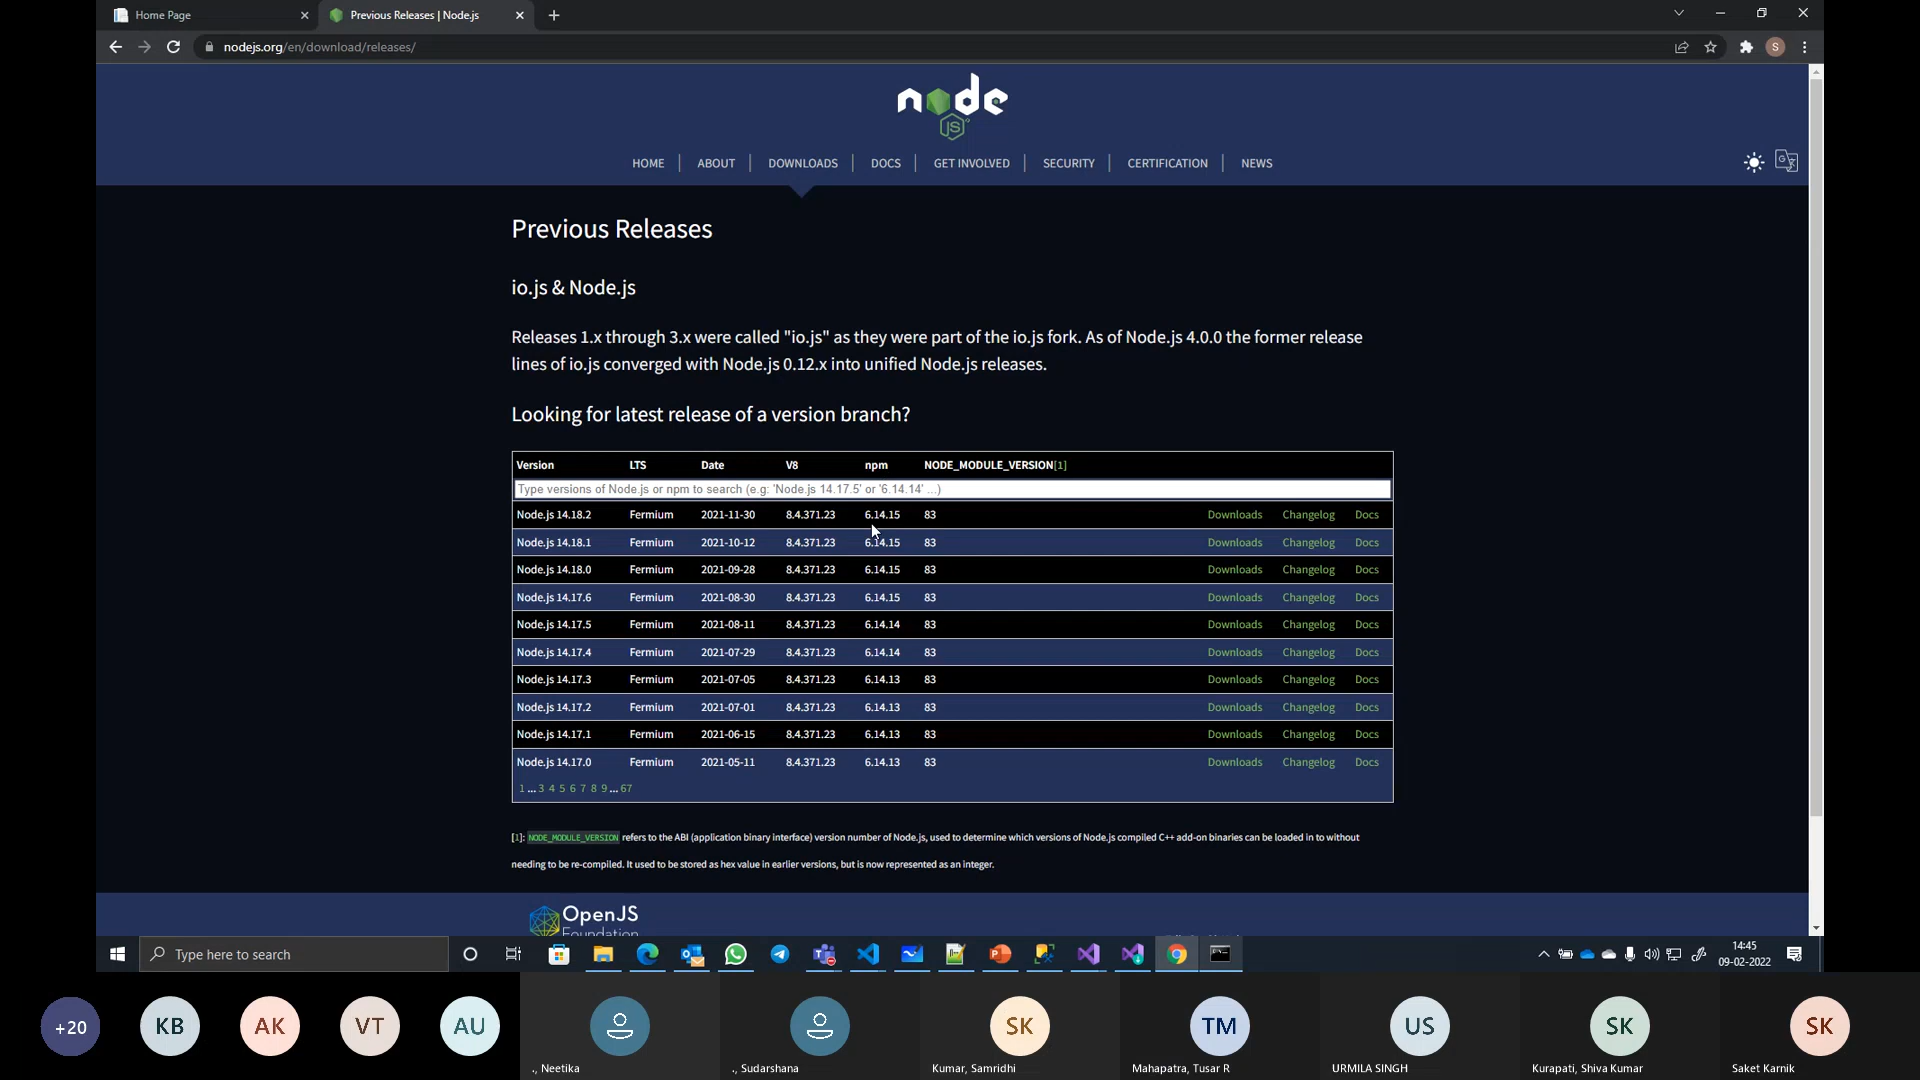 Home Page
Previous Releases | Node.js
nodejs.org/en/download/releases/
S
node
JS
HOME ABOUT DOWNLOADS DOCS GET INVOLVED SECURITY CERTIFICATION NEWS
Previous Releases
io.js & Node.js
Releases 1.x through 3.x were called "io.js" as they were part of the io.js fork. As of Node.js 4.0.0 the former release
lines of io.js converged with Node.js 0.12.x into unified Node.js releases.
Looking for latest release of a version branch?
Version LTS Date V8 npm NODE_MODULE_VERSION[1]
Type versions of Node.js or npm to search (e.g: 'Node.js 14.17.5' or '6.14.14' ...)
Node.js 14.18.2 Fermium 2021-11-30 8.4.371.23 6.14.15 83 Downloads Changelog Docs
Node.js 14.18.1 Fermium 2021-10-12 8.4.371.23 6.14.15 83 Downloads Changelog Docs
Node.js 14.18.0 Fermium 2021-09-28 8.4.371.23 6.14.15 83 Downloads Changelog Docs
Node.js 14.17.6 Fermium 2021-08-30 8.4.371.23 6.14.15 83 Downloads Changelog Docs
Node.js 14.17.5 Fermium 2021-08-11 8.4.371.23 6.14.14 83 Downloads Changelog Docs
Node.js 14.17.4 Fermium 2021-07-29 8.4.371.23 6.14.14 83 Downloads Changelog Docs
Node.js 14.17.3 Fermium 2021-07-05 8.4.371.23 6.14.13 83 Downloads Changelog Docs
Node.js 14.17.2 Fermium 2021-07-01 8.4.371.23 6.14.13 83 Downloads Changelog Docs
Node.js 14.17.1 Fermium 2021-06-15 8.4.371.23 6.14.13 83 Downloads Changelog Docs
Node.js 14.17.0 Fermium 2021-05-11 8.4.371.23 6.14.13 83 Downloads Changelog Docs
1 ... 3 4 5 6 7 8 9 ... 67
[1]: NODE_MODULE_VERSION refers to the ABI (application binary interface) version number of Node.js, used to determine which versions of Node.js compiled C++ add-on binaries can be loaded in to without
needing to be re-compiled. It used to be stored as hex value in earlier versions, but is now represented as an integer.
OpenJS
Foundation
Type here to search
14:45
09-02-2022
+20 KB AK VT AU SK TM US SK SK
., Neetika ., Sudarshana Kumar, Samridhi Mahapatra, Tusar R URMILA SINGH Kurapati, Shiva Kumar Saket Karnik